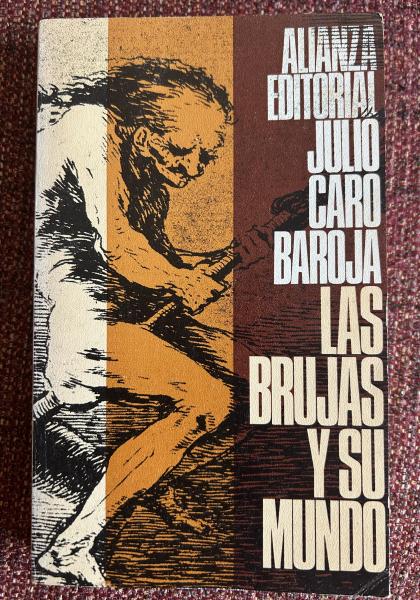 ALIANZA
EDITORIAL
JULIO
CARO
BAROJA
LAS
BRUJAS
Y SU
MUNDO